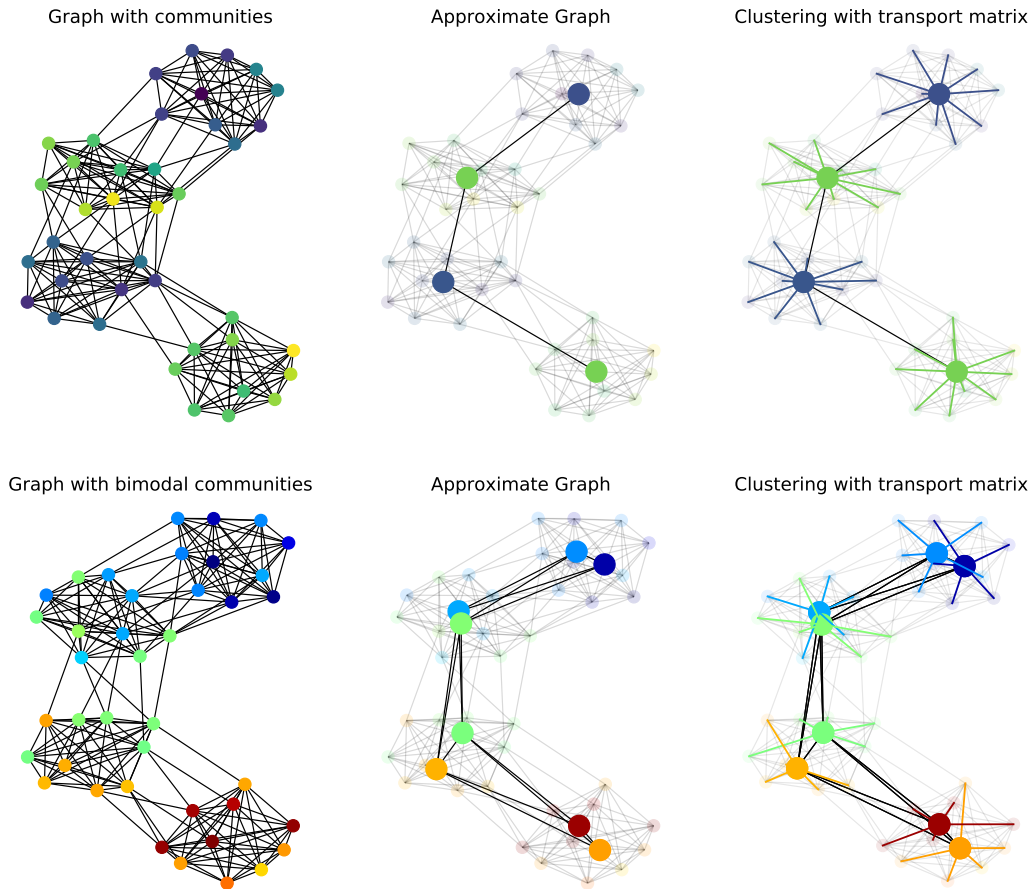 Graph with communities
Approximate Graph
Clustering with transport matrix
Graph with bimodal communities
Approximate Graph
Clustering with transport matrix